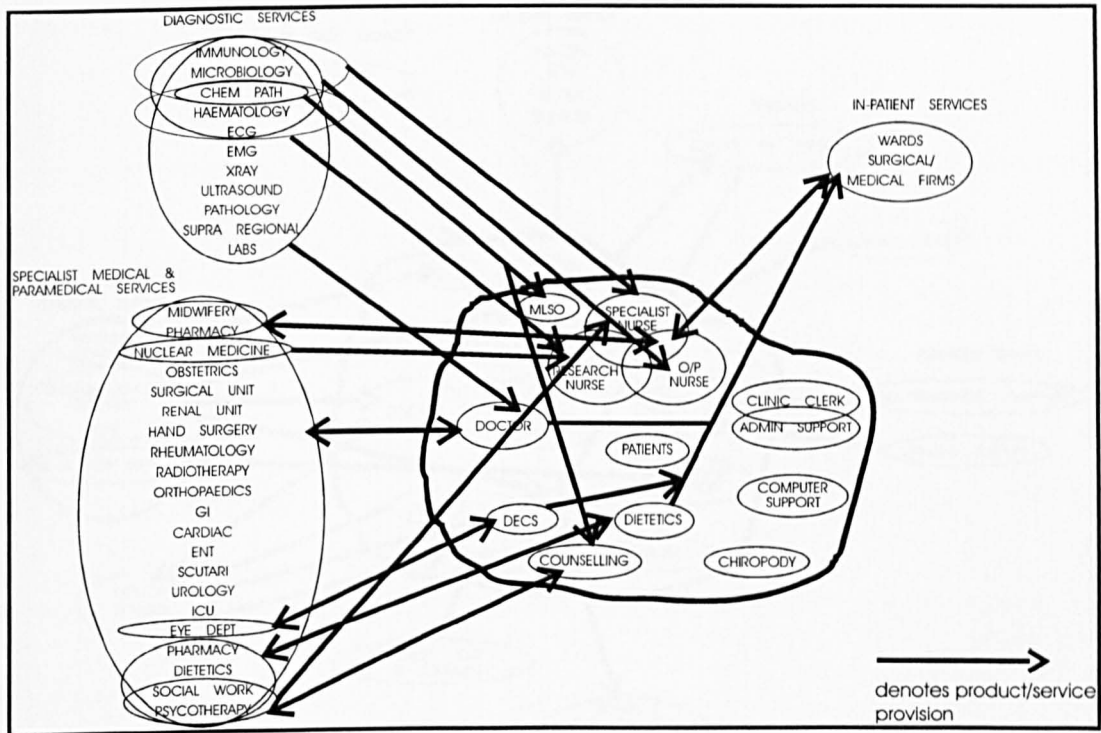 DIAGNOSTIC SERVICES
IMMUNOLOGY
MICROBIOLOGY
CHEM PATH
HAEMATOLOGY
ECG
EMG
XRAY
ULTRASOUND
PATHOLOGY
SUPRA REGIONAL
LABS
IN-PATIENT SERVICES
WARDS
SURGICAL/
MEDICAL FIRMS
SPECIALIST MEDICAL &
PARAMEDICAL SERVICES
MIDWIFERY
PHARMACY
NUCLEAR MEDICINE
OBSTETRICS
SURGICAL UNIT
RENAL UNIT
HAND SURGERY
RHEUMATOLOGY
RADIOTHERAPY
ORTHOPAEDICS
GI
CARDIAC
ENT
SCUTARI
UROLOGY
ICU
EYE DEPT
PHARMACY
DIETETICS
SOCIAL WORK
PSYCOTHERAPY
MLSO
SPECIALIST
NURSE
RESEARCH
NURSE
O/P
NURSE
DOCTOR
PATIENTS
CLINIC CLERK
ADMIN SUPPORT
COMPUTER
SUPPORT
DECS
DIETETICS
COUNSELLING
CHIROPODY
denotes product/service
provision